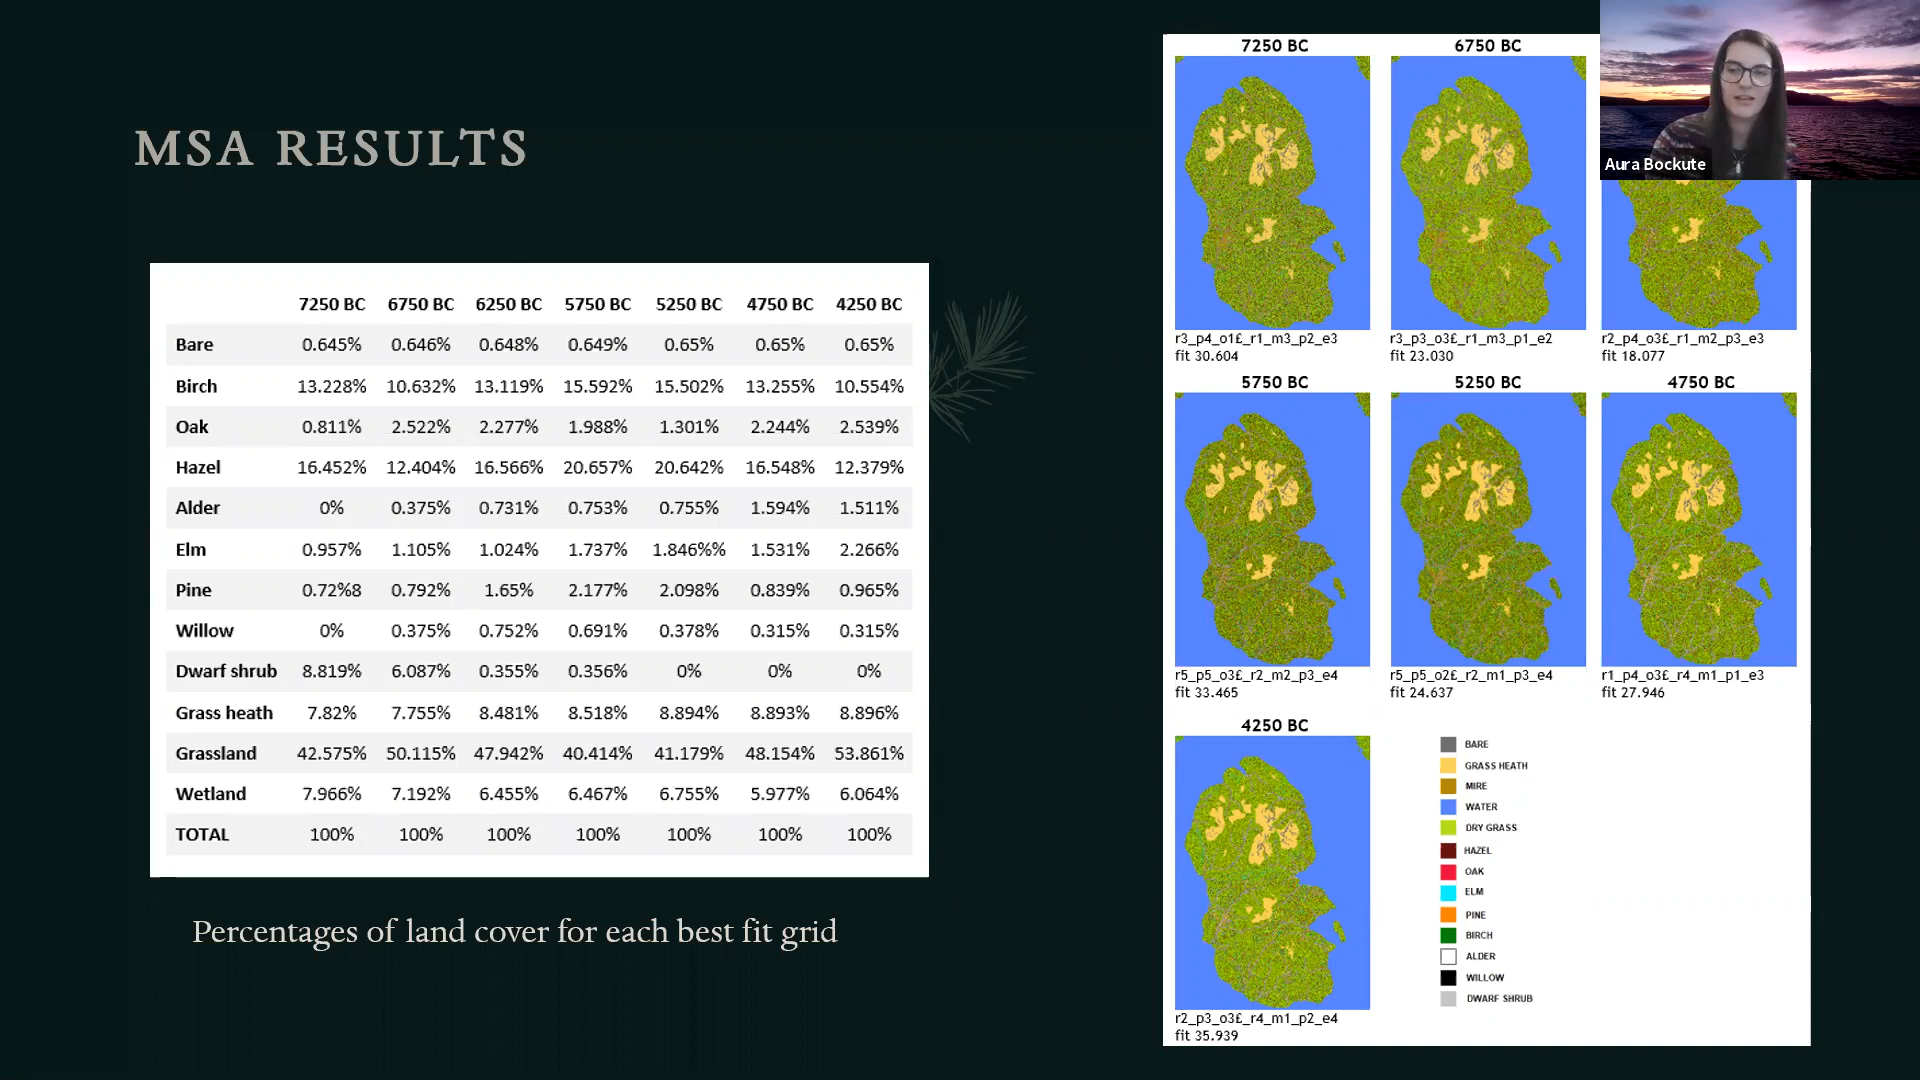 MSA RESULTS
7250 BC 6750 BC 6250 BC 5750 BC 5250 BC 4750 BC 4250 BC
Bare 0.645% 0.646% 0.648% 0.649% 0.65% 0.65% 0.65%
Birch 13.228% 10.632% 13.119% 15.592% 15.502% 13.255% 10.554%
Oak 0.811% 2.522% 2.277% 1.988% 1.301% 2.244% 2.539%
Hazel 16.452% 12.404% 16.566% 20.657% 20.642% 16.548% 12.379%
Alder 0% 0.375% 0.731% 0.753% 0.755% 1.594% 1.511%
Elm 0.957% 1.105% 1.024% 1.737% 1.846%% 1.531% 2.266%
Pine 0.72%8 0.792% 1.65% 2.177% 2.098% 0.839% 0.965%
Willow 0% 0.375% 0.752% 0.691% 0.378% 0.315% 0.315%
Dwarf shrub 8.819% 6.087% 0.355% 0.356% 0% 0% 0%
Grass heath 7.82% 7.755% 8.481% 8.518% 8.894% 8.893% 8.896%
Grassland 42.575% 50.115% 47.942% 40.414% 41.179% 48.154% 53.861%
Wetland 7.966% 7.192% 6.455% 6.467% 6.755% 5.977% 6.064%
TOTAL 100% 100% 100% 100% 100% 100% 100%
Percentages of land cover for each best fit grid
7250 BC 6750 BC
Aura Bockute
r3_p4_o1£_r1_m3_p2_e3 r3_p3_o3£_r1_m3_p1_e2 r2_p4_o3£_r1_m2_p3_e3
fit 30.604 fit 23.030 fit 18.077
5750 BC 5250 BC 4750 BC
r5_p5_o3£_r2_m2_p3_e4 r5_p5_o2£_r2_m1_p3_e4 r1_p4_o3£_r4_m1_p1_e3
fit 33.465 fit 24.637 fit 27.946
4250 BC
r2_p3_o3£_r4_m1_p2_e4
fit 35.939
BARE
GRASS HEATH
MIRE
WATER
DRY GRASS
HAZEL
OAK
ELM
PINE
BIRCH
ALDER
WILLOW
DWARF SHRUB